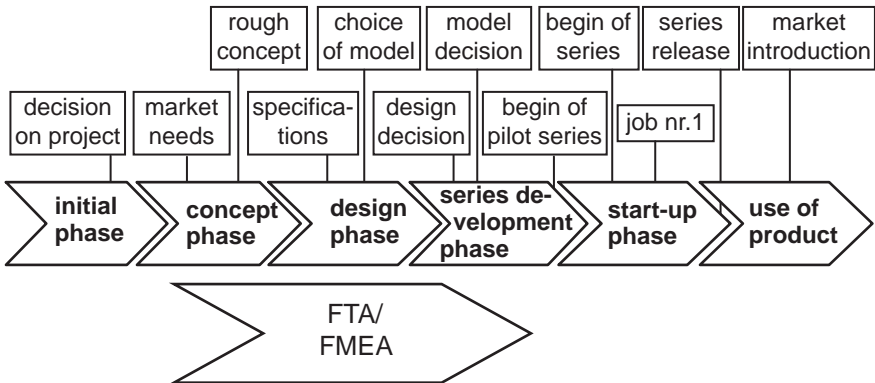 rough
concept
choice
of model
model
decision
begin of
series
series
release
market
introduction
decision
on project
market
needs
specifica-
tions
design
decision
begin of
pilot series
job nr.1
initial
phase
concept
phase
design
phase
series de-
velopment
phase
start-up
phase
use of
product
FTA/
FMEA